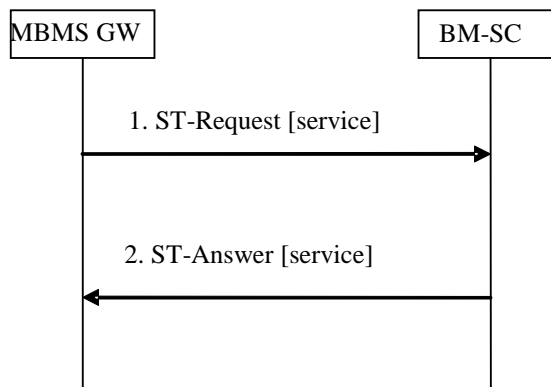 MBMS GW
BM-SC
1. ST-Request [service]
2. ST-Answer [service]